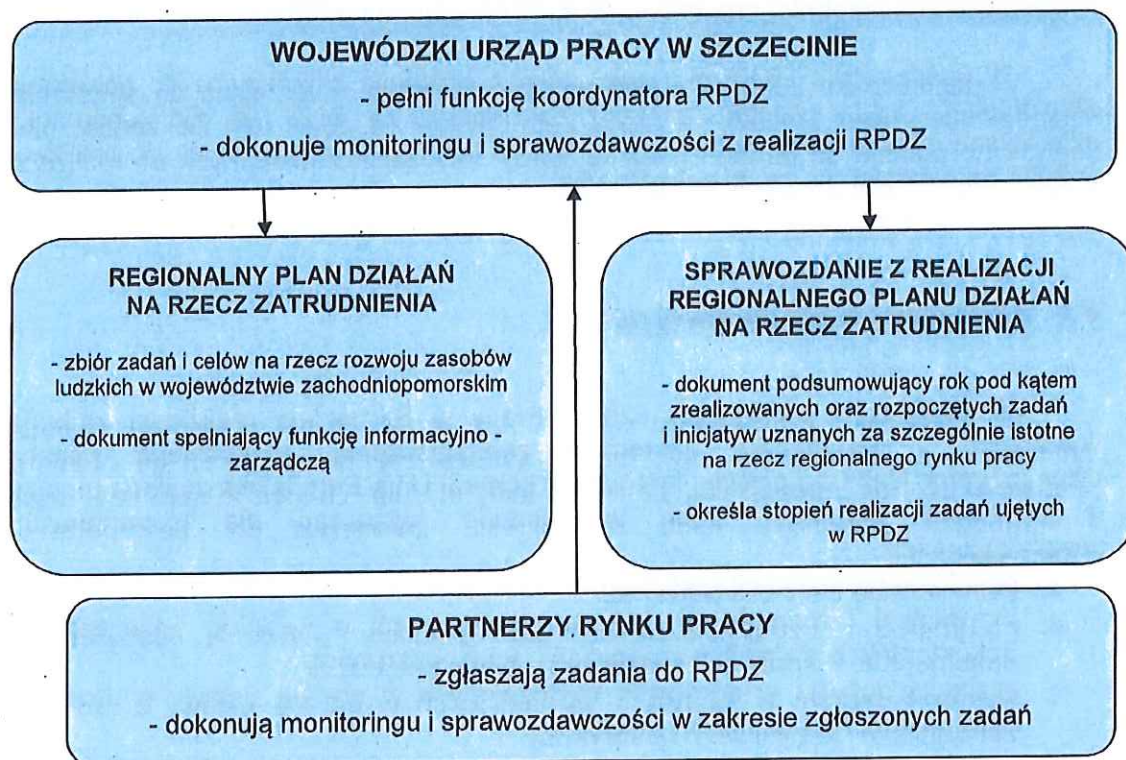 WOJEWÓDZKI URZĄD PRACY W SZCZECINIE
- pełni funkcję koordynatora RPDZ
- dokonuje monitoringu i sprawozdawczości z realizacji RPDZ
REGIONALNY PLAN DZIAŁAŃ
NA RZECZ ZATRUDNIENIA
- zbiór zadań i celów na rzecz rozwoju zasobów
ludzkich w województwie zachodniopomorskim
- dokument spełniający funkcję informacyjno -
zarządczą
SPRAWOZDANIE Z REALIZACJI
REGIONALNEGO PLANU DZIAŁAŃ
NA RZECZ ZATRUDNIENIA
- dokument podsumowujący rok pod kątem
zrealizowanych oraz rozpoczętych zadań
i inicjatyw uznanych za szczególnie istotne
na rzecz regionalnego rynku pracy
- określa stopień realizacji zadań ujętych
w RPDZ
PARTNERZY RYNKU PRACY
- zgłaszają zadania do RPDZ
- dokonują monitoringu i sprawozdawczości w zakresie zgłoszonych zadań